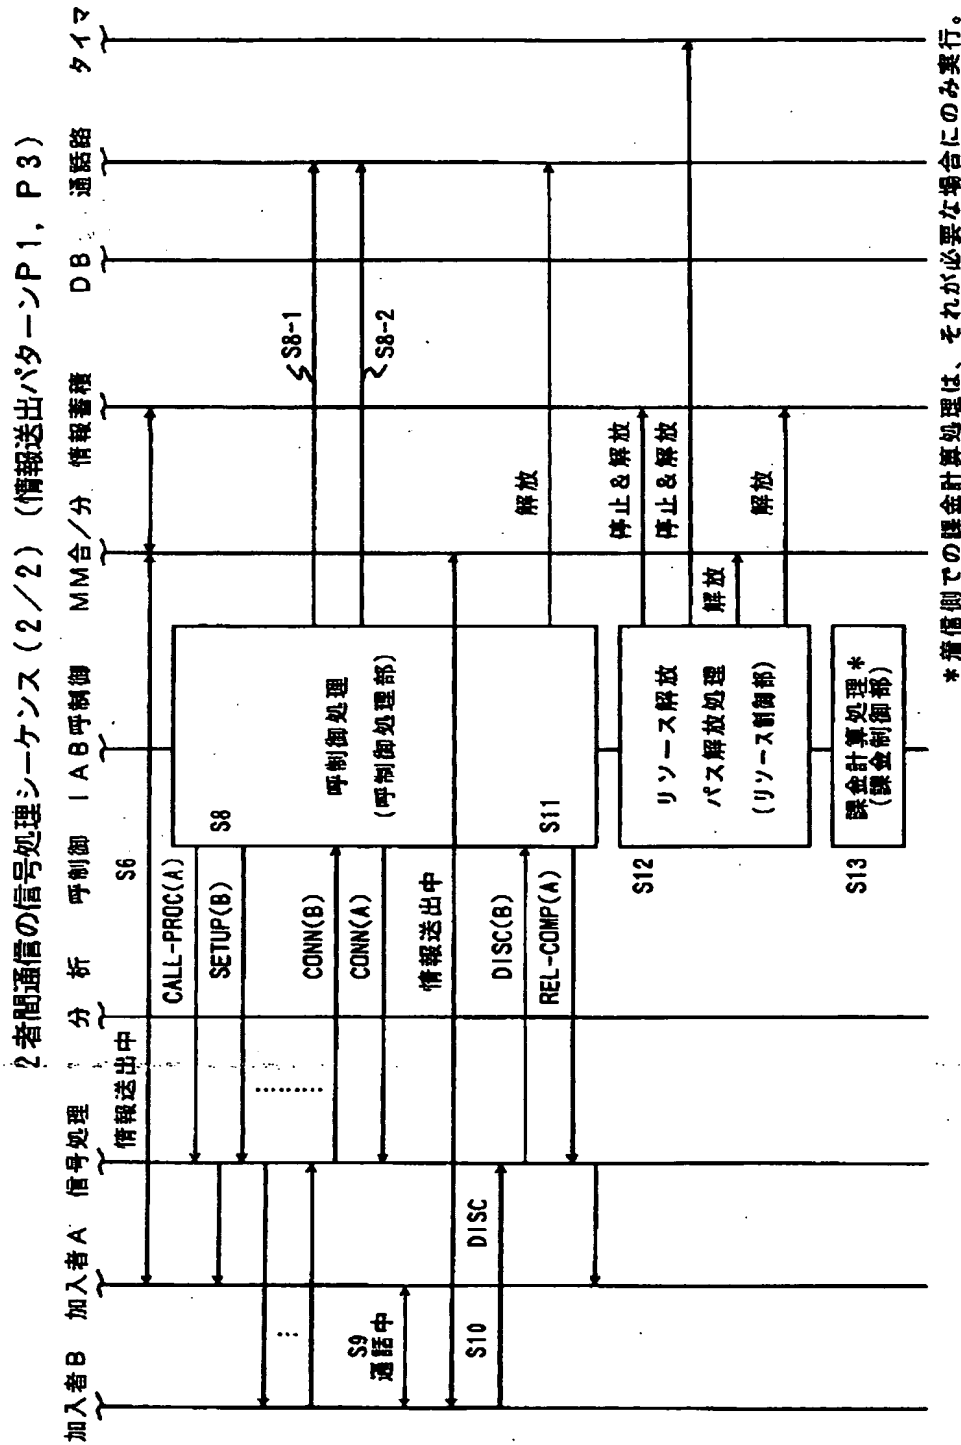 2者間通信の信号処理シーケンス(2/2)(情報送出パターンP1, P3)
加入者B 加入者A 信号処理 分析 呼制御 IAB呼制御 MM合/分 情報蓄積 DB 通話路 タイマ
情報送出中
S6
CALL-PROC(A)
S8
SETUP(B)
S8-1
CONN(B)
呼制御処理
S8-2
CONN(A)
(呼制御処理部)
S9
通話中
情報送出中
S10
DISC
DISC(B)
S11
解放
REL-COMP(A)
S12
リソース解放
パス解放処理
(リソース制御部)
停止&解放
停止&解放
解放
解放
S13
課金計算処理*
(課金制御部)
*着信側での課金計算処理は、それが必要な場合にのみ実行。